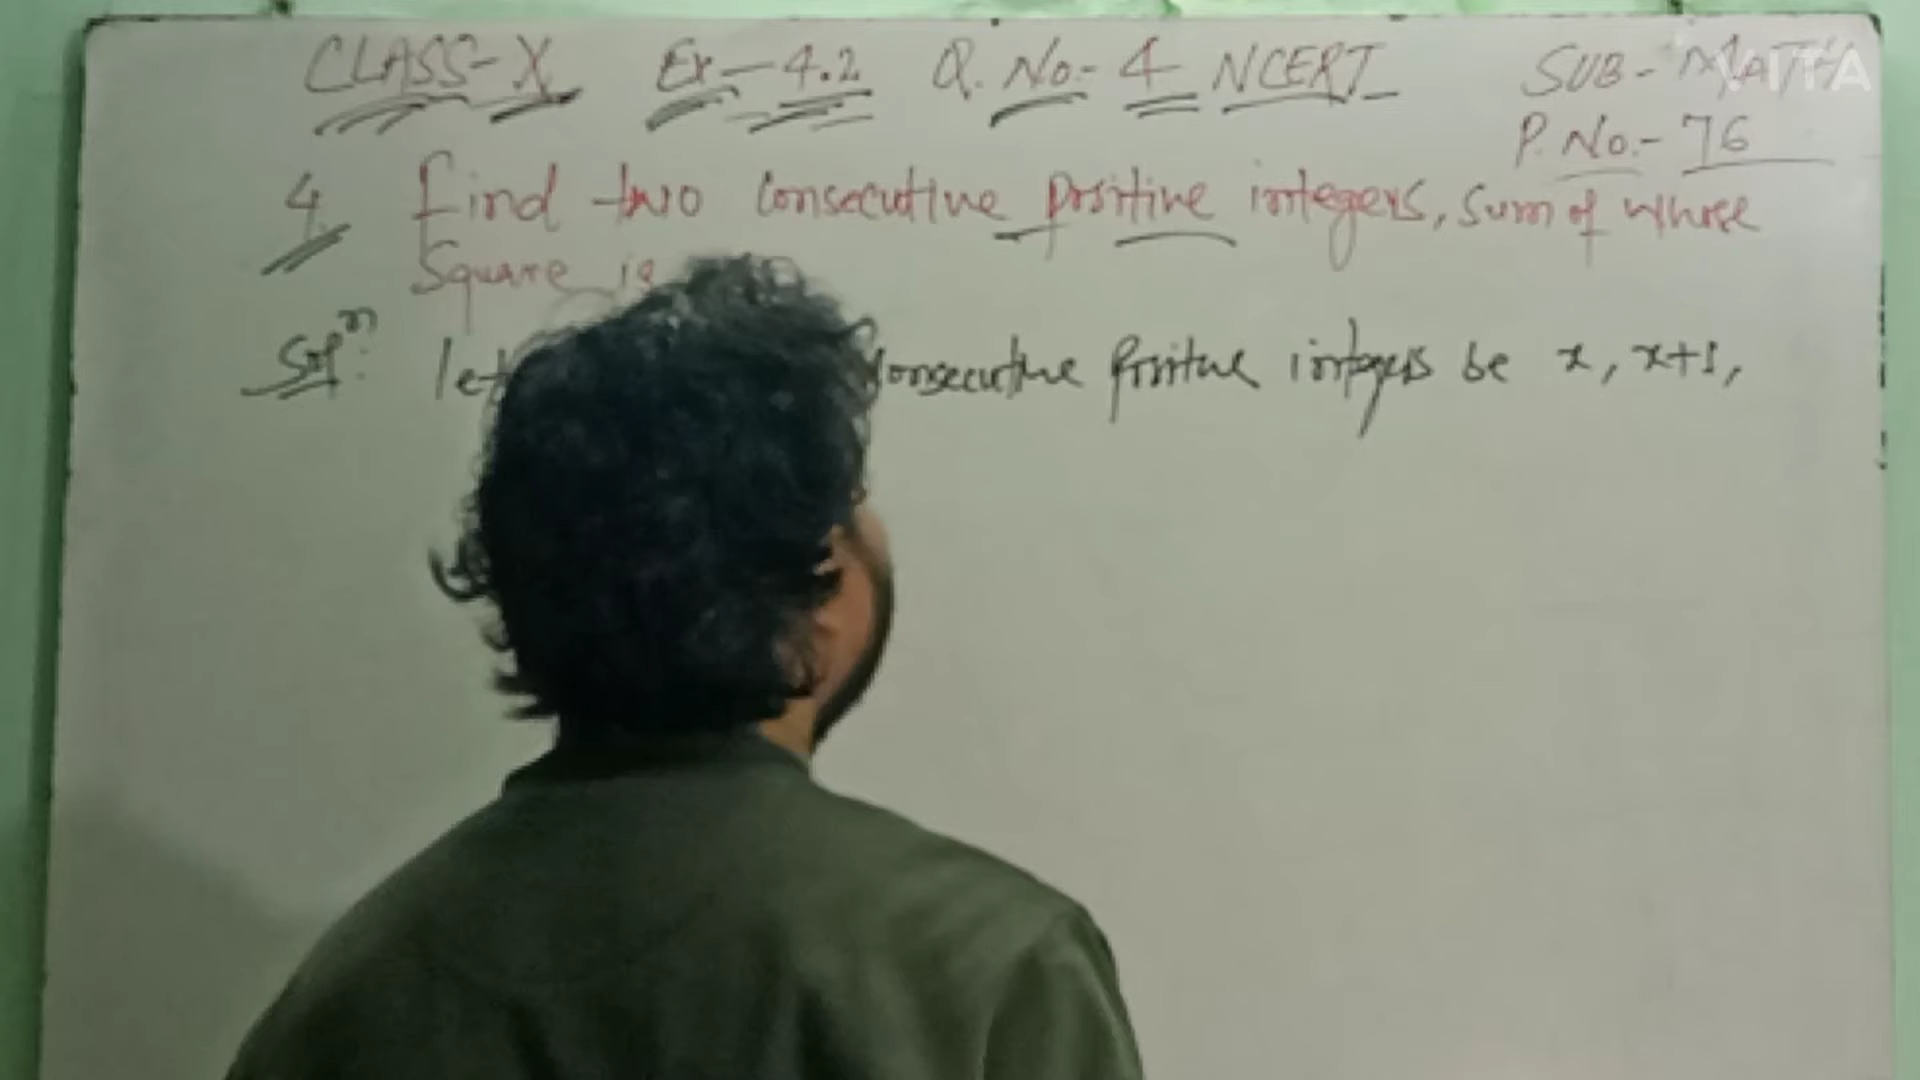 CLASS-X Ex-4.2 Q. No.- 4 NCERT SUB-MATH
P. No.- 76
4. Find two consecutive positive integers, sum of whose
Square is
Solⁿ: let consecutive positive integers be x, x+1,